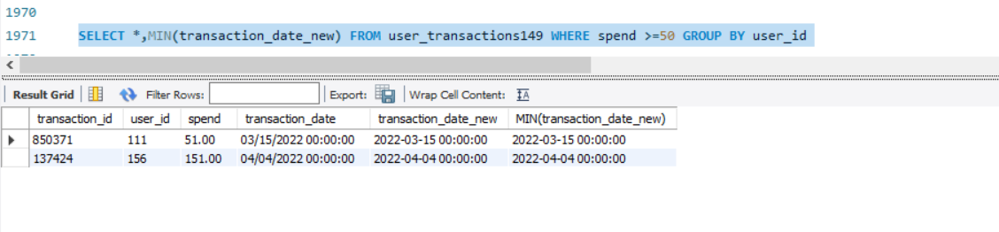 1970
1971 SELECT *,MIN(transaction_date_new) FROM user_transactions149 WHERE spend >=50 GROUP BY user_id
Result Grid Filter Rows: Export: Wrap Cell Content: IA
transaction_id user_id spend transaction_date transaction_date_new MIN(transaction_date_new)
850371 111 51.00 03/15/2022 00:00:00 2022-03-15 00:00:00 2022-03-15 00:00:00
137424 156 151.00 04/04/2022 00:00:00 2022-04-04 00:00:00 2022-04-04 00:00:00